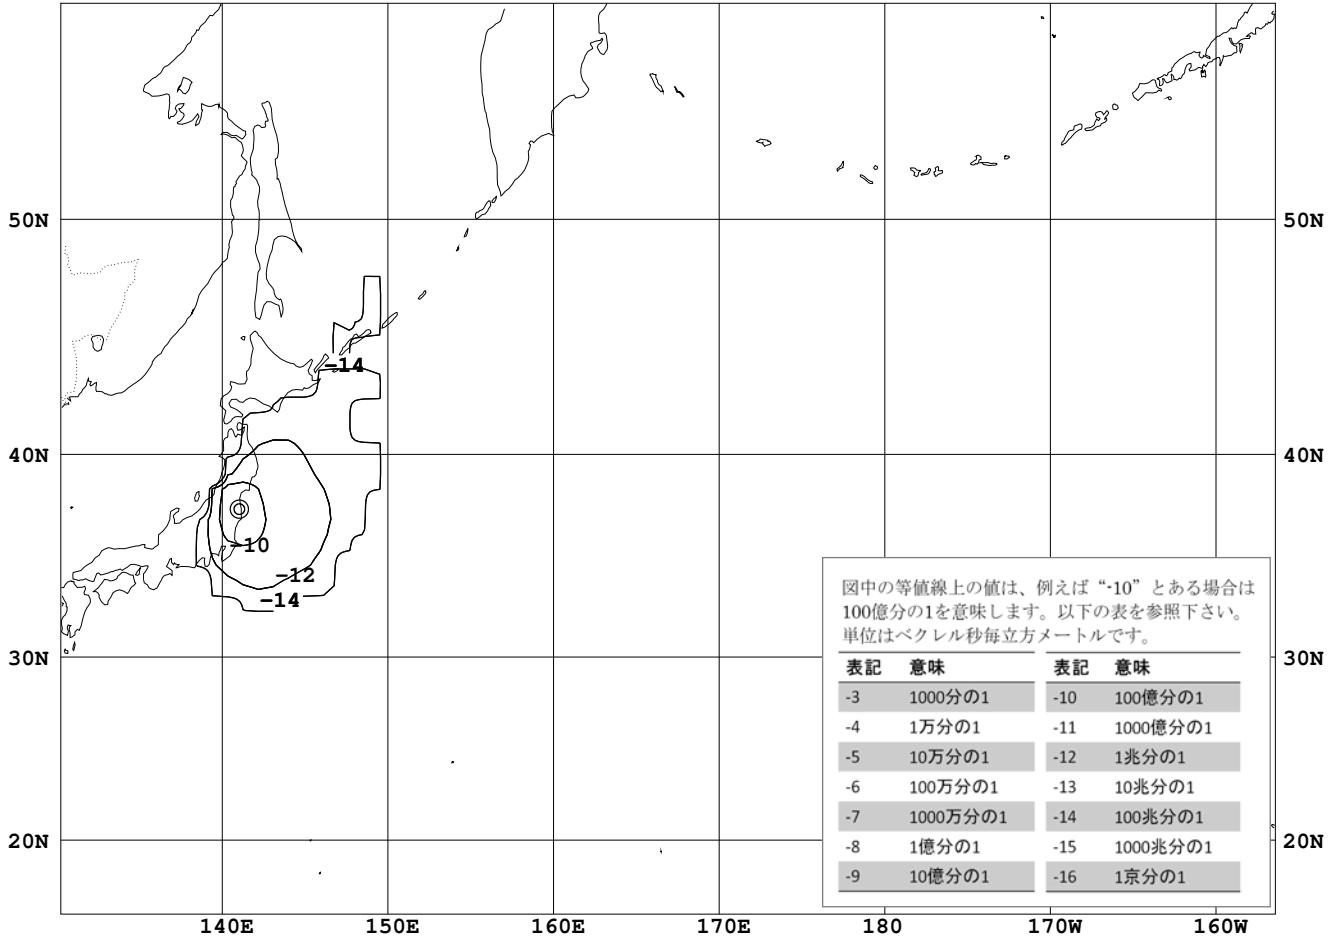 50N 50N
-14
40N 40N
-10
-12
-14
30N 30N
20N 20N
140E 150E 160E 170E 180 170W 160W
図中の等値線上の値は、例えば“-10”とある場合は
100億分の1を意味します。以下の表を参照下さい。
単位はベクレル秒毎立方メートルです。
表記 意味 表記 意味
-3 1000分の1 -10 100億分の1
-4 1万分の1 -11 1000億分の1
-5 10万分の1 -12 1兆分の1
-6 100万分の1 -13 10兆分の1
-7 1000万分の1 -14 100兆分の1
-8 1億分の1 -15 1000兆分の1
-9 10億分の1 -16 1京分の1